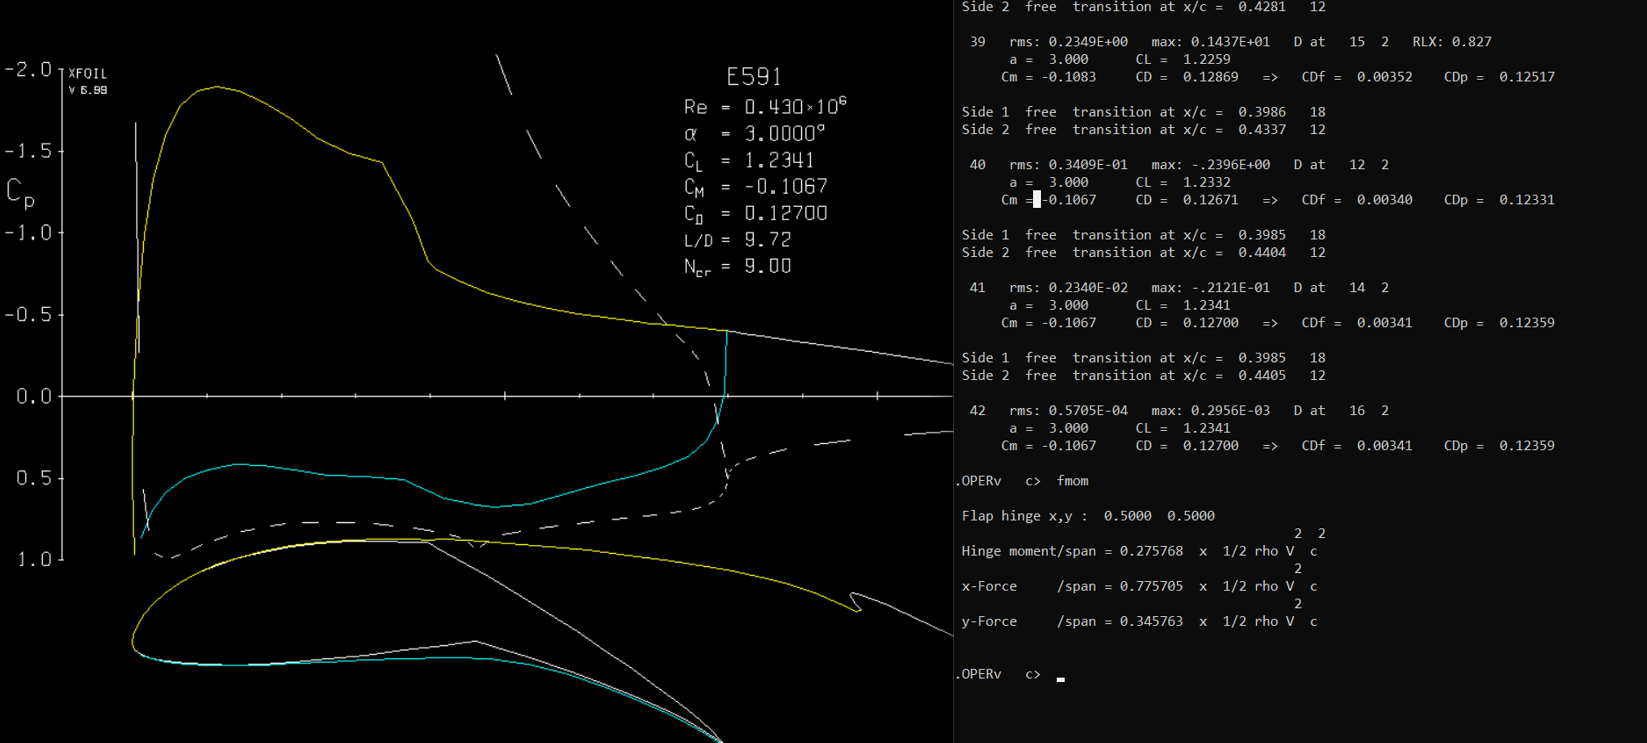 -2.0
XFOIL
V 6.99
-1.5
Cp
-1.0
-0.5
0.0
0.5
1.0
E591
Re = 0.430×10⁶
α = 3.0000°
CL = 1.2341
CM = -0.1067
CD = 0.12700
L/D = 9.72
Ncr = 9.00
Side 2 free transition at x/c = 0.4281 12
39 rms: 0.2349E+00 max: 0.1437E+01 D at 15 2 RLX: 0.827
a = 3.000 CL = 1.2259
Cm = -0.1083 CD = 0.12869 => CDf = 0.00352 CDp = 0.12517
Side 1 free transition at x/c = 0.3986 18
Side 2 free transition at x/c = 0.4337 12
40 rms: 0.3409E-01 max: -.2396E+00 D at 12 2
a = 3.000 CL = 1.2332
Cm = -0.1067 CD = 0.12671 => CDf = 0.00340 CDp = 0.12331
Side 1 free transition at x/c = 0.3985 18
Side 2 free transition at x/c = 0.4404 12
41 rms: 0.2340E-02 max: -.2121E-01 D at 14 2
a = 3.000 CL = 1.2341
Cm = -0.1067 CD = 0.12700 => CDf = 0.00341 CDp = 0.12359
Side 1 free transition at x/c = 0.3985 18
Side 2 free transition at x/c = 0.4405 12
42 rms: 0.5705E-04 max: 0.2956E-03 D at 16 2
a = 3.000 CL = 1.2341
Cm = -0.1067 CD = 0.12700 => CDf = 0.00341 CDp = 0.12359
.OPERv c> fmom
Flap hinge x,y : 0.5000 0.5000
2 2
Hinge moment/span = 0.275768 x 1/2 rho V c
2
x-Force /span = 0.775705 x 1/2 rho V c
2
y-Force /span = 0.345763 x 1/2 rho V c
.OPERv c>